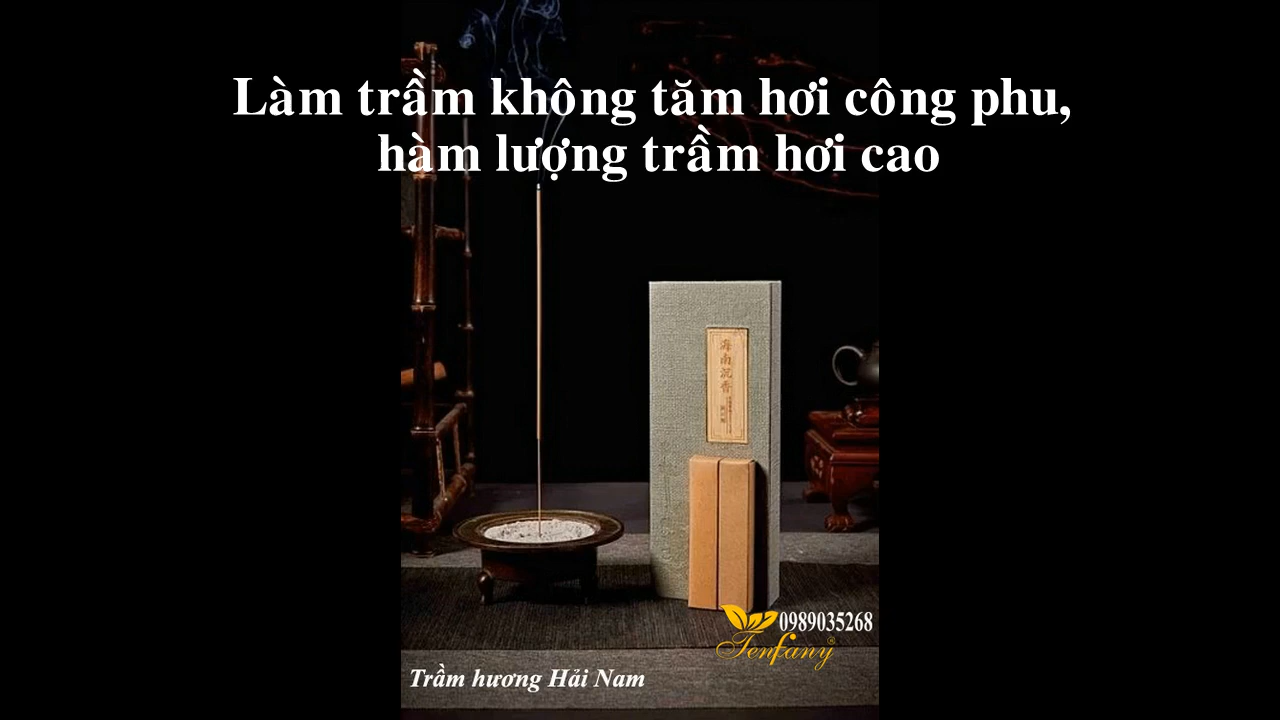 Làm trầm không tăm hơi công phu,
hàm lượng trầm hơi cao
海南沉香
0989035268
Tenfany
Trầm hương Hải Nam